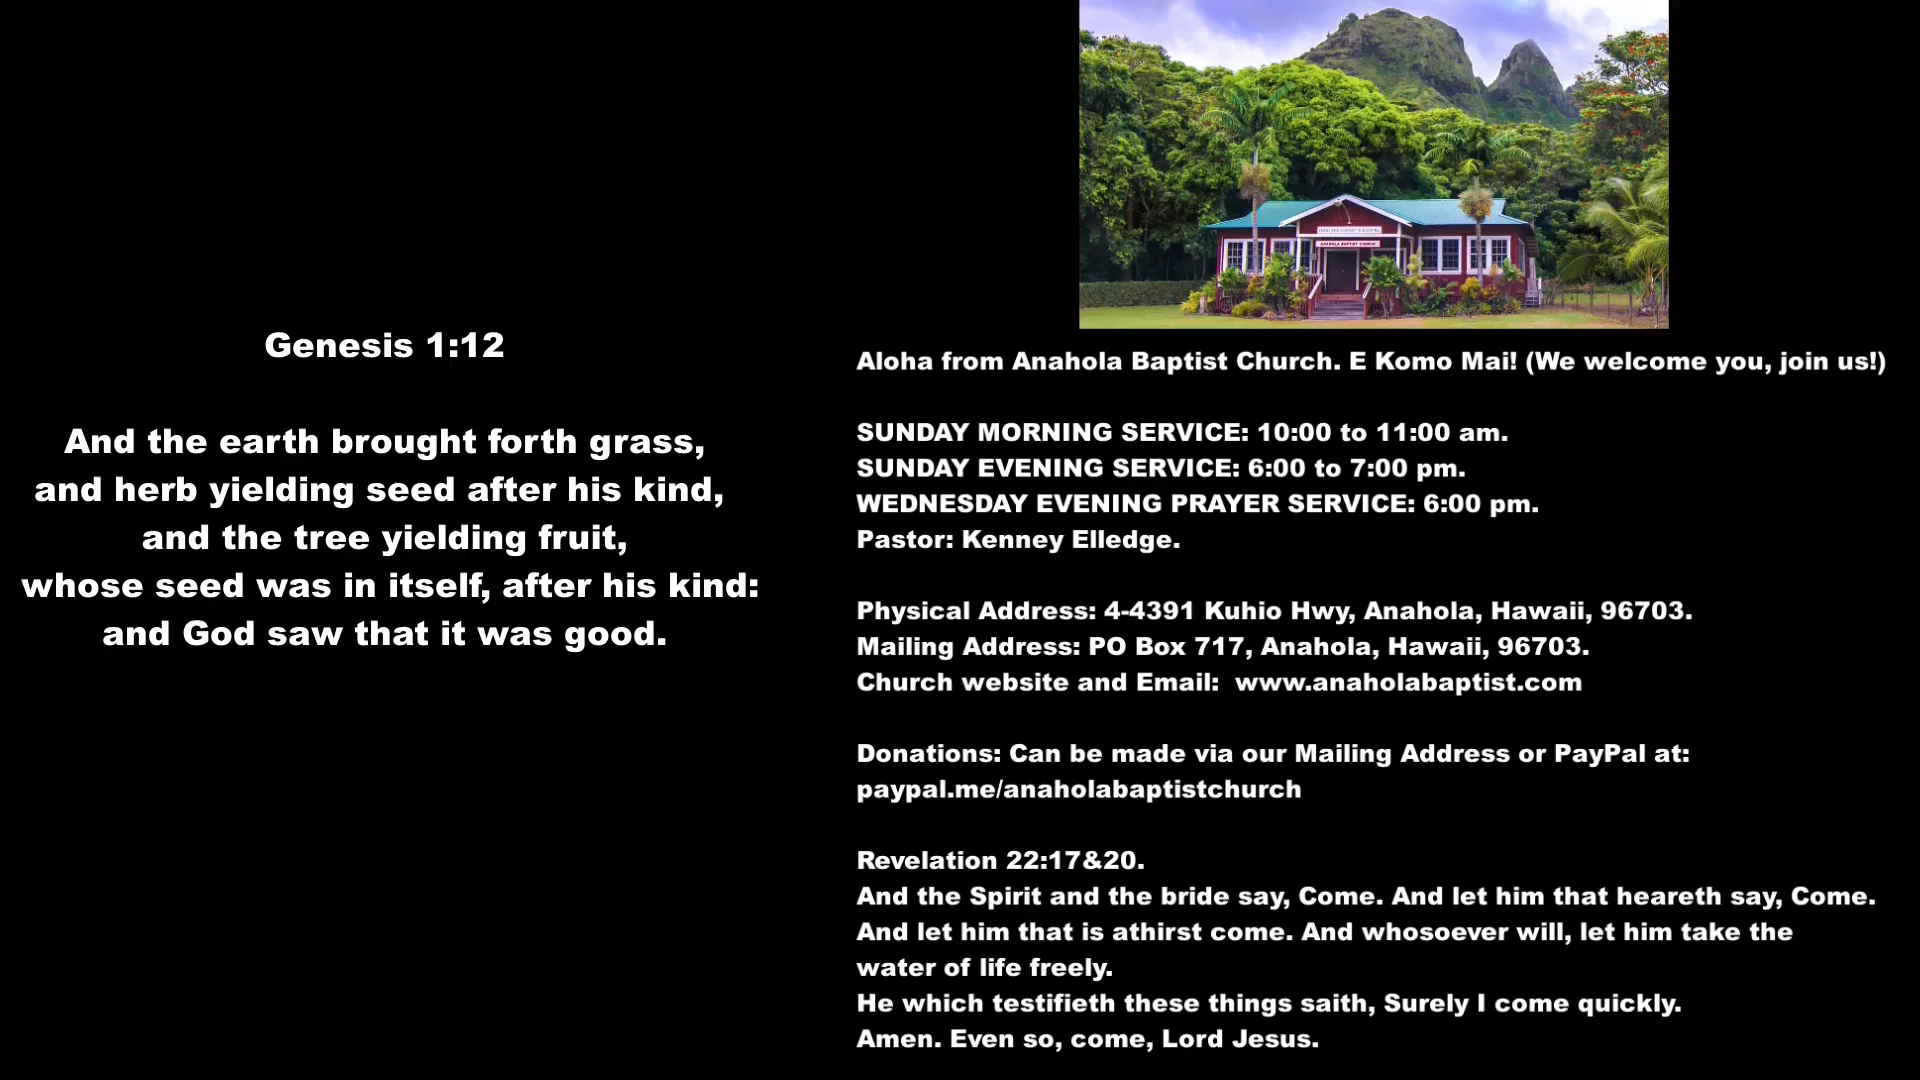 Genesis 1:12
And the earth brought forth grass,
and herb yielding seed after his kind,
and the tree yielding fruit,
whose seed was in itself, after his kind:
and God saw that it was good.
ANAHOLA BAPTIST CHURCH
Aloha from Anahola Baptist Church. E Komo Mai! (We welcome you, join us!)
SUNDAY MORNING SERVICE: 10:00 to 11:00 am.
SUNDAY EVENING SERVICE: 6:00 to 7:00 pm.
WEDNESDAY EVENING PRAYER SERVICE: 6:00 pm.
Pastor: Kenney Elledge.
Physical Address: 4-4391 Kuhio Hwy, Anahola, Hawaii, 96703.
Mailing Address: PO Box 717, Anahola, Hawaii, 96703.
Church website and Email:  www.anaholabaptist.com
Donations: Can be made via our Mailing Address or PayPal at:
paypal.me/anaholabaptistchurch
Revelation 22:17&20.
And the Spirit and the bride say, Come. And let him that heareth say, Come.
And let him that is athirst come. And whosoever will, let him take the
water of life freely.
He which testifieth these things saith, Surely I come quickly.
Amen. Even so, come, Lord Jesus.